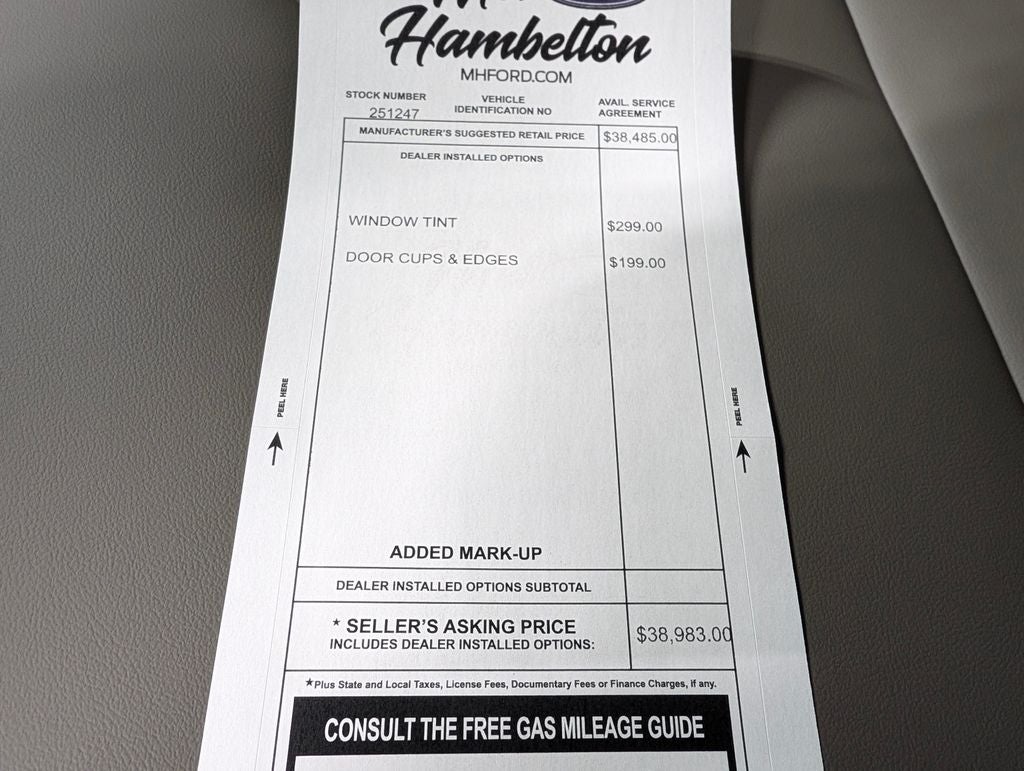 Hambelton
MHFORD.COM
STOCK NUMBER
251247
VEHICLE
IDENTIFICATION NO
AVAIL. SERVICE
AGREEMENT
MANUFACTURER'S SUGGESTED RETAIL PRICE $38,485.00
DEALER INSTALLED OPTIONS
WINDOW TINT $299.00
DOOR CUPS & EDGES $199.00
PEEL HERE
PEEL HERE
ADDED MARK-UP
DEALER INSTALLED OPTIONS SUBTOTAL
* SELLER'S ASKING PRICE
INCLUDES DEALER INSTALLED OPTIONS:
$38,983.00
*Plus State and Local Taxes, License Fees, Documentary Fees or Finance Charges, if any.
CONSULT THE FREE GAS MILEAGE GUIDE